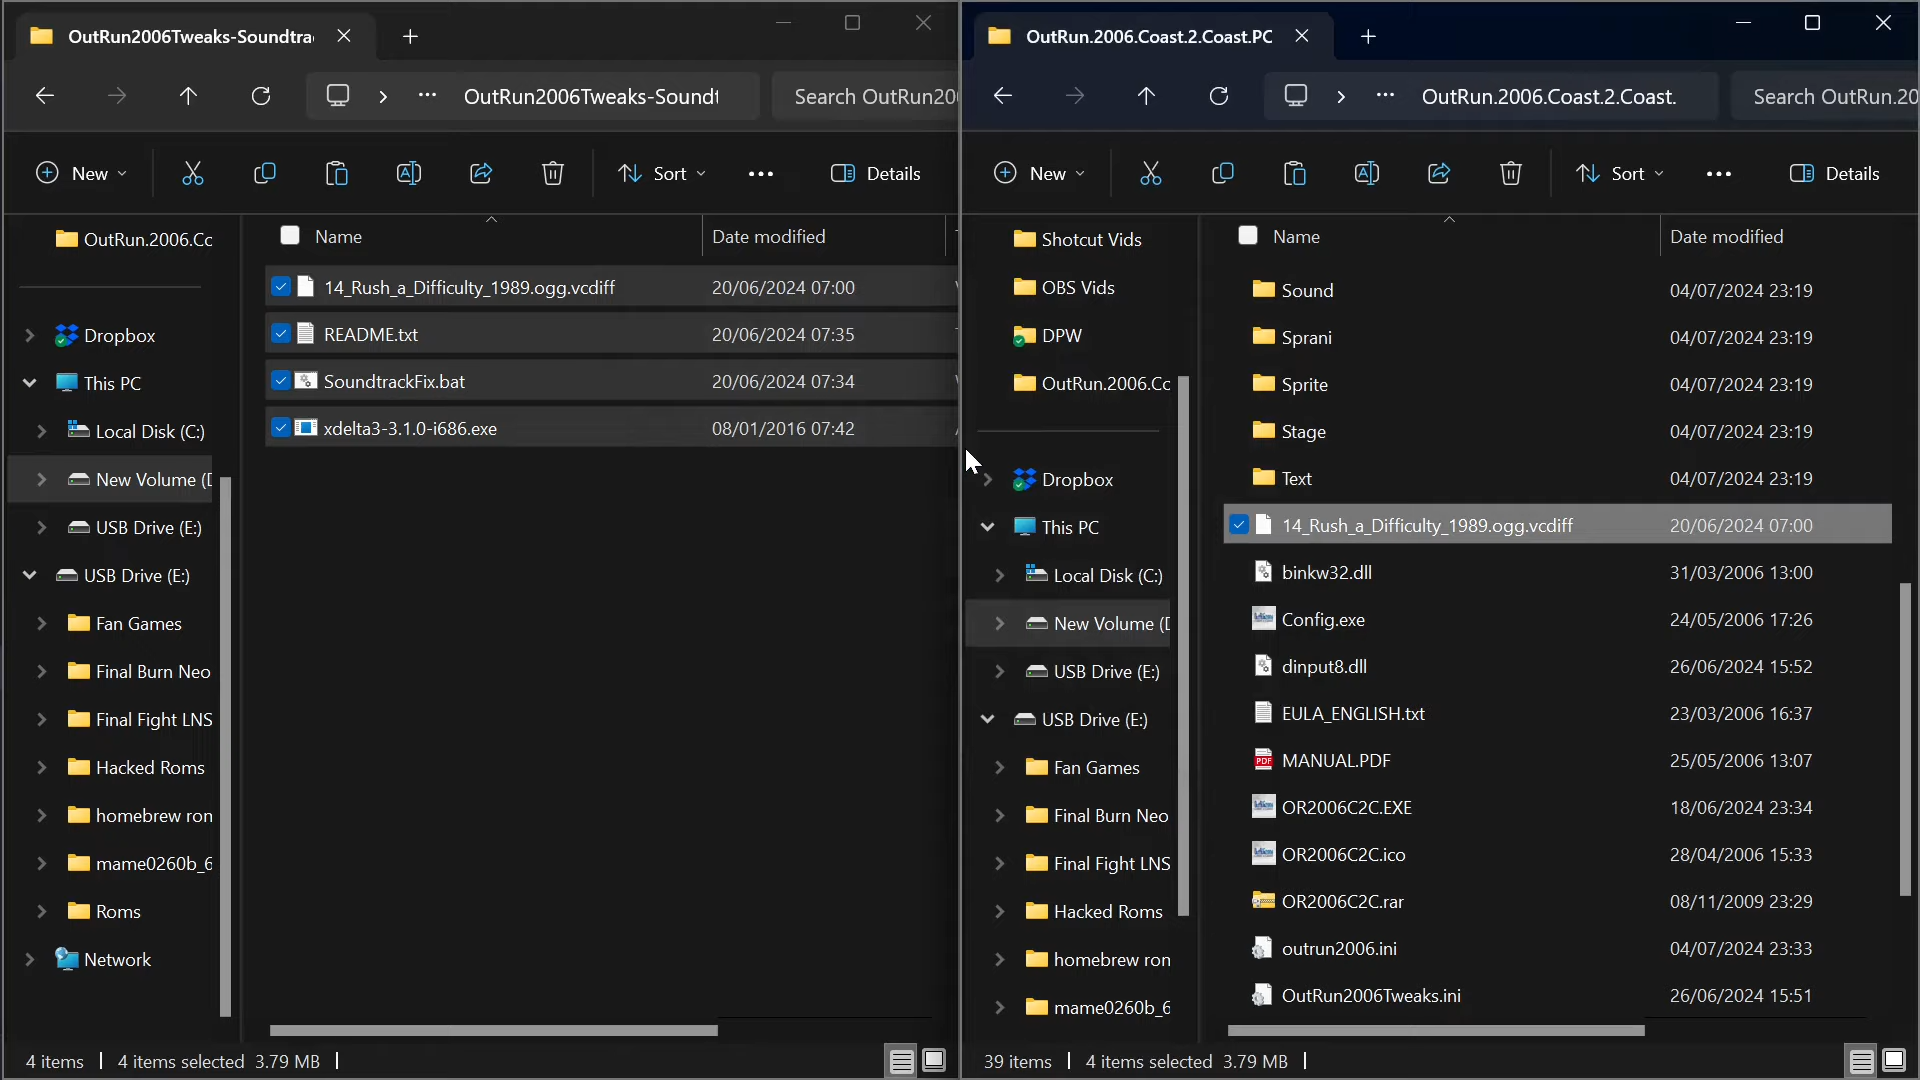 OutRun2006Tweaks-Soundtra
OutRun2006Tweaks-Soundt
Search OutRun20
New
Sort
Details
OutRun.2006.Cc
Dropbox
This PC
Local Disk (C:)
New Volume (D
USB Drive (E:)
USB Drive (E:)
Fan Games
Final Burn Neo
Final Fight LNS
Hacked Roms
homebrew ron
mame0260b_6
Roms
Network
Name
Date modified
14_Rush_a_Difficulty_1989.ogg.vcdiff 20/06/2024 07:00
README.txt 20/06/2024 07:35
SoundtrackFix.bat 20/06/2024 07:34
xdelta3-3.1.0-i686.exe 08/01/2016 07:42
4 items
4 items selected 3.79 MB
OutRun.2006.Coast.2.Coast.PC
OutRun.2006.Coast.2.Coast.
Search OutRun.20
New
Sort
Details
Shotcut Vids
OBS Vids
DPW
OutRun.2006.Cc
Dropbox
This PC
Local Disk (C:)
New Volume (D
USB Drive (E:)
USB Drive (E:)
Fan Games
Final Burn Neo
Final Fight LNS
Hacked Roms
homebrew ron
mame0260b_6
Name
Date modified
Sound 04/07/2024 23:19
Sprani 04/07/2024 23:19
Sprite 04/07/2024 23:19
Stage 04/07/2024 23:19
Text 04/07/2024 23:19
14_Rush_a_Difficulty_1989.ogg.vcdiff 20/06/2024 07:00
binkw32.dll 31/03/2006 13:00
Config.exe 24/05/2006 17:26
dinput8.dll 26/06/2024 15:52
EULA_ENGLISH.txt 23/03/2006 16:37
MANUAL.PDF 25/05/2006 13:07
OR2006C2C.EXE 18/06/2024 23:34
OR2006C2C.ico 28/04/2006 15:33
OR2006C2C.rar 08/11/2009 23:29
outrun2006.ini 04/07/2024 23:33
OutRun2006Tweaks.ini 26/06/2024 15:51
39 items
4 items selected 3.79 MB